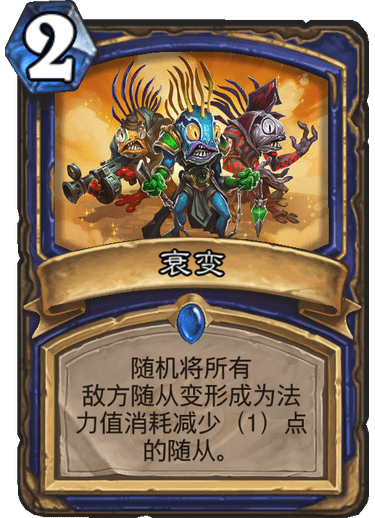 2
衰变
随机将所有
敌方随从变形成为法
力值消耗减少（1）点
的随从。